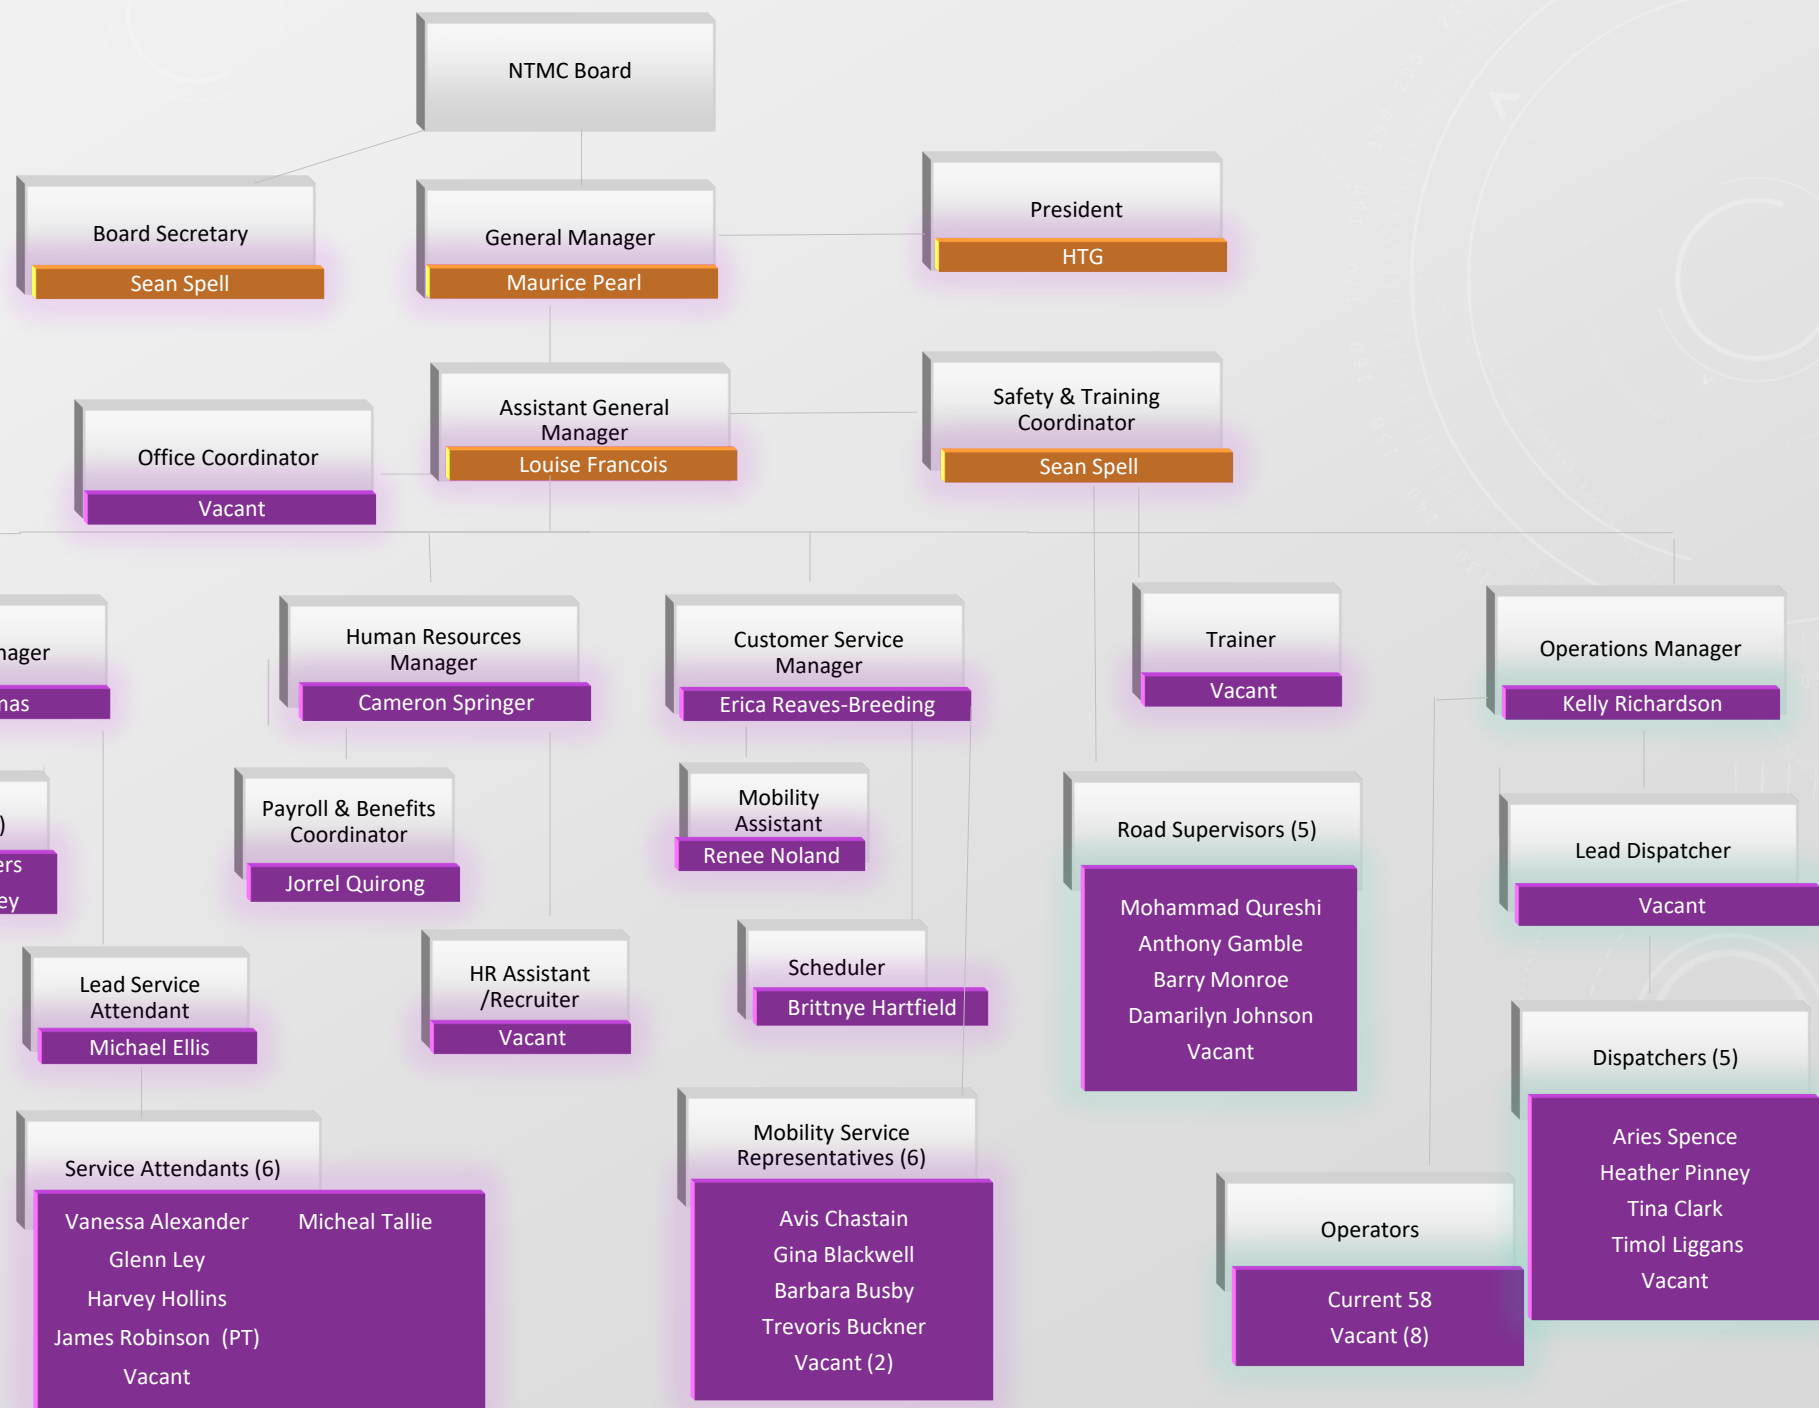 NTMC Board
Board Secretary
Sean Spell
General Manager
Maurice Pearl
President
HTG
Office Coordinator
Vacant
Assistant General
Manager
Louise Francois
Safety & Training
Coordinator
Sean Spell
Human Resources
Manager
Cameron Springer
Customer Service
Manager
Erica Reaves-Breeding
Trainer
Vacant
Operations Manager
Kelly Richardson
Payroll & Benefits
Coordinator
Jorrel Quirong
Mobility
Assistant
Renee Noland
Road Supervisors (5)
Mohammad Qureshi
Anthony Gamble
Barry Monroe
Damarilyn Johnson
Vacant
Lead Dispatcher
Vacant
Lead Service
Attendant
Michael Ellis
HR Assistant
/Recruiter
Vacant
Scheduler
Brittnye Hartfield
Dispatchers (5)
Aries Spence
Heather Pinney
Tina Clark
Timol Liggans
Vacant
Service Attendants (6)
Vanessa Alexander Micheal Tallie
Glenn Ley
Harvey Hollins
James Robinson (PT)
Vacant
Mobility Service
Representatives (6)
Avis Chastain
Gina Blackwell
Barbara Busby
Trevoris Buckner
Vacant (2)
Operators
Current 58
Vacant (8)